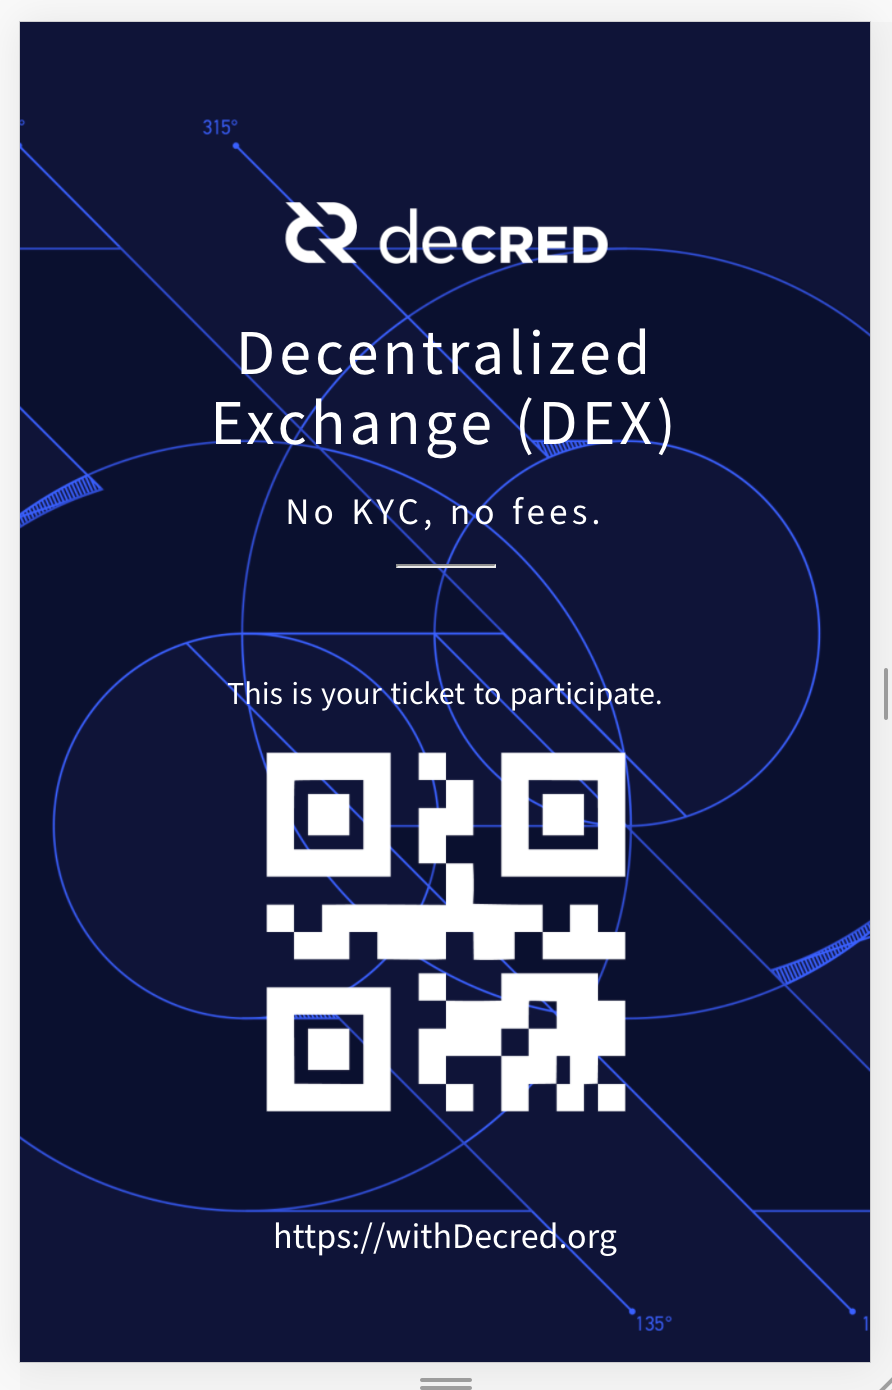 315°
deCRED
Decentralized
Exchange (DEX)
No KYC, no fees.
This is your ticket to participate.
https://withDecred.org
135°